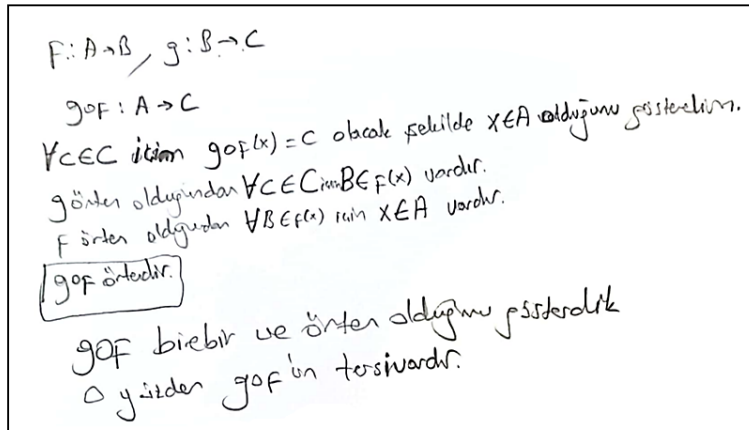 F: A→B, g: B→C
gof: A→C
∀c∈C için gof(x)=c olacak şekilde x∈A olduğunu gösterelim.
g örten olduğundan ∀c∈C için B∈f(x) vardır.
f örten olduğundan ∀B∈f(x) için x∈A vardır.
gof örtendir.
gof birebir ve örten olduğunu gösterdik
O yüzden gof'un tersi vardır.